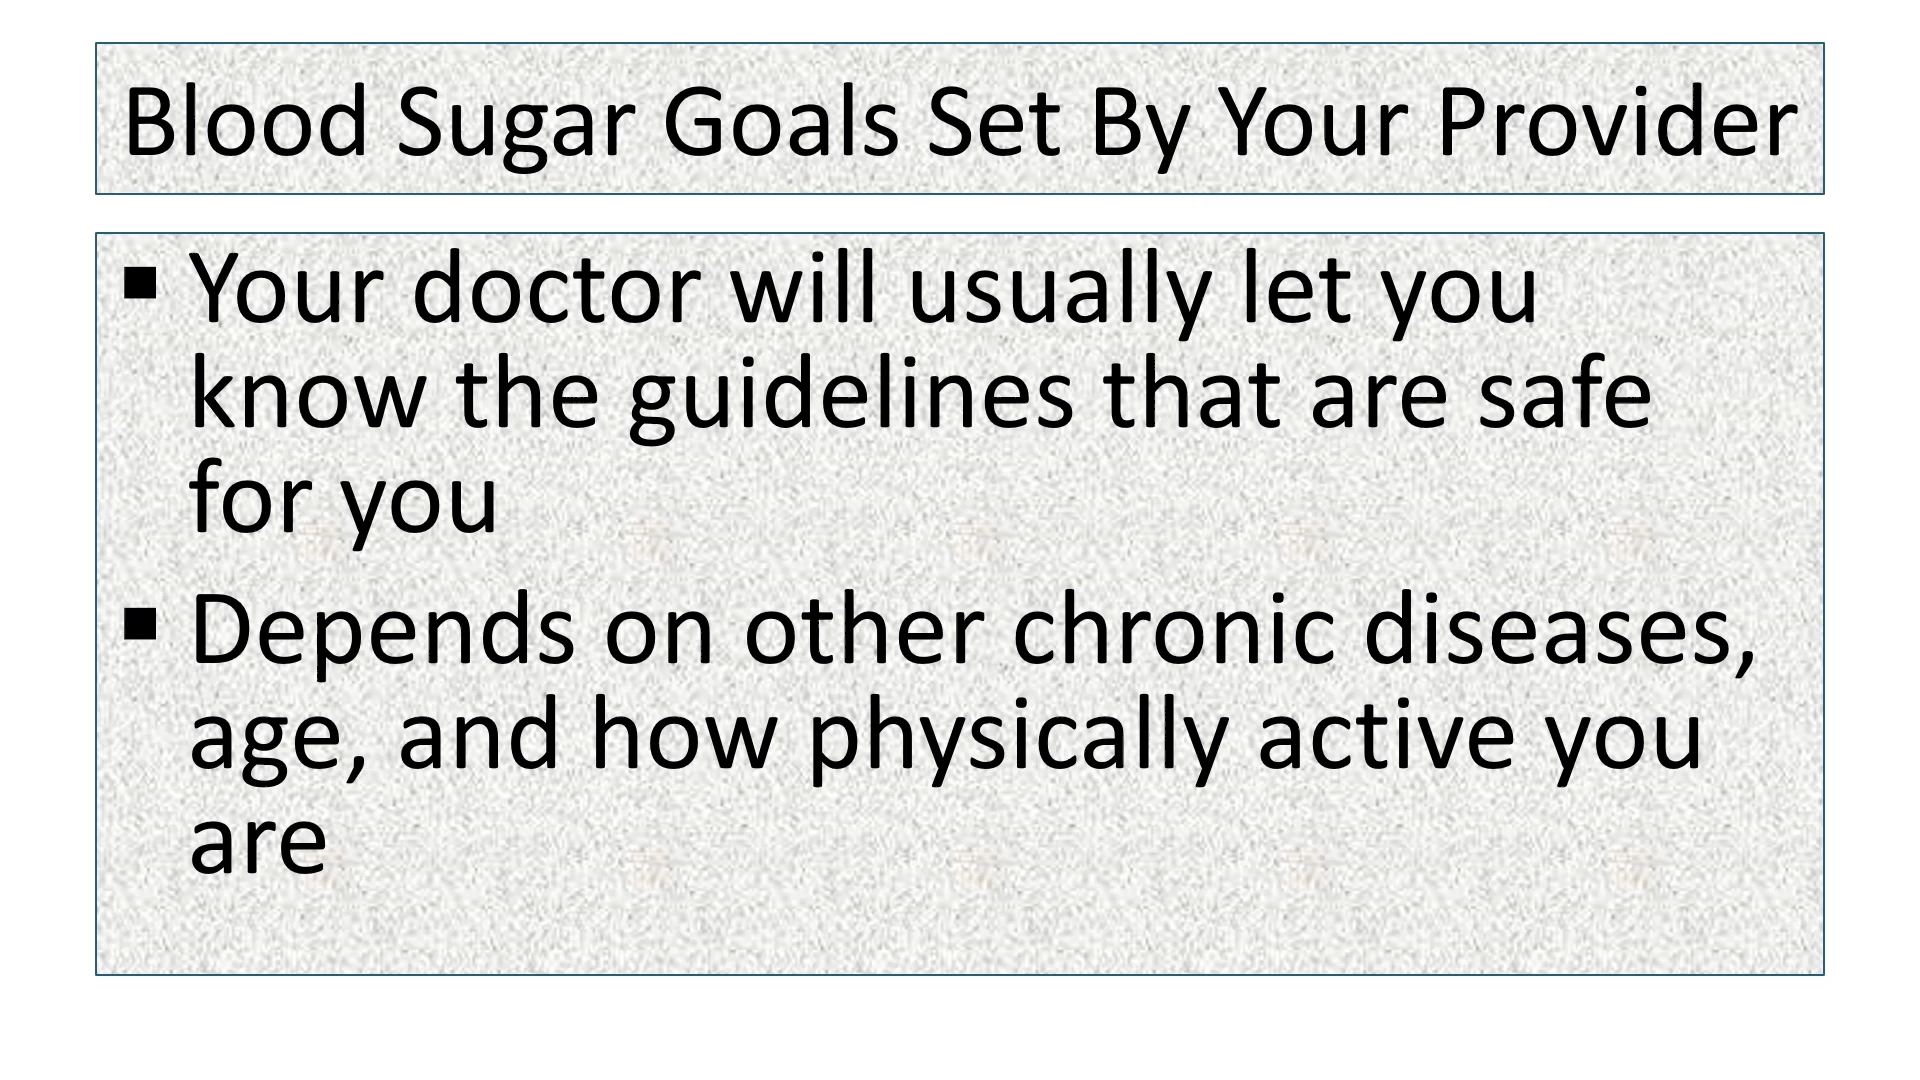 Blood Sugar Goals Set By Your Provider
▪ Your doctor will usually let you
know the guidelines that are safe
for you
▪ Depends on other chronic diseases,
age, and how physically active you
are